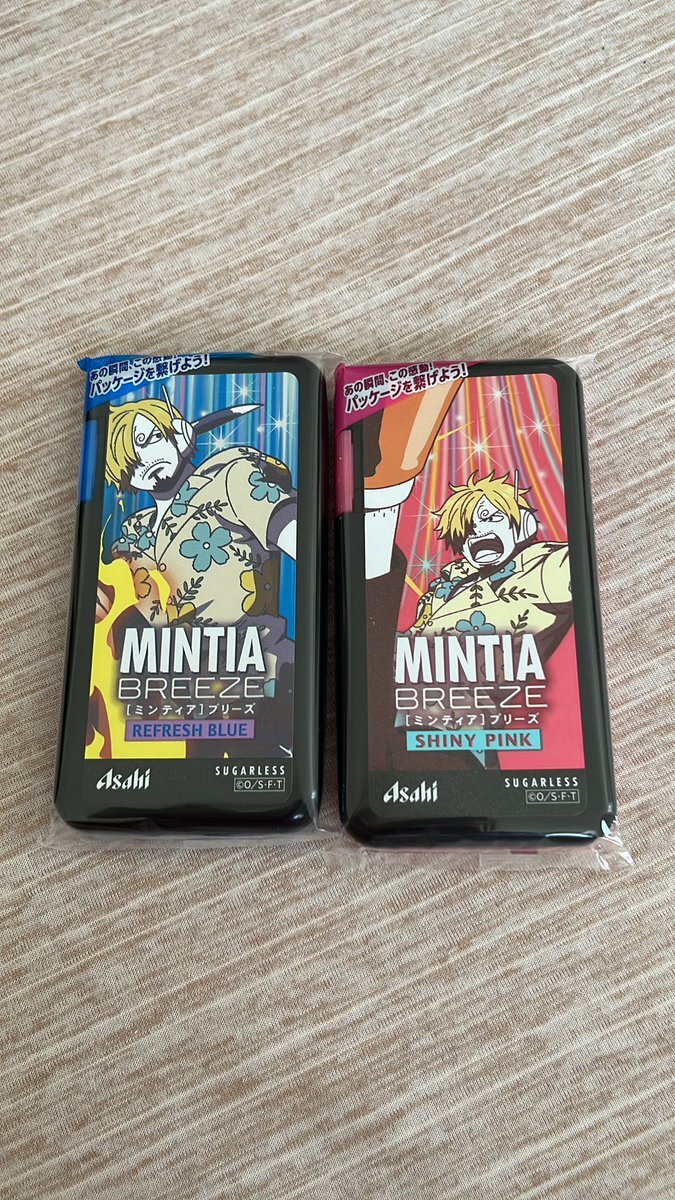 あの瞬間、この感動!
パッケージを繋げよう!
MINTIA
BREEZE
[ミンティア]ブリーズ
REFRESH BLUE
Asahi
SUGARLESS
©O/S・F・T
あの瞬間、この感動!
パッケージを繋げよう!
MINTIA
BREEZE
[ミンティア]ブリーズ
SHINY PINK
Asahi
SUGARLESS
©O/S・F・T